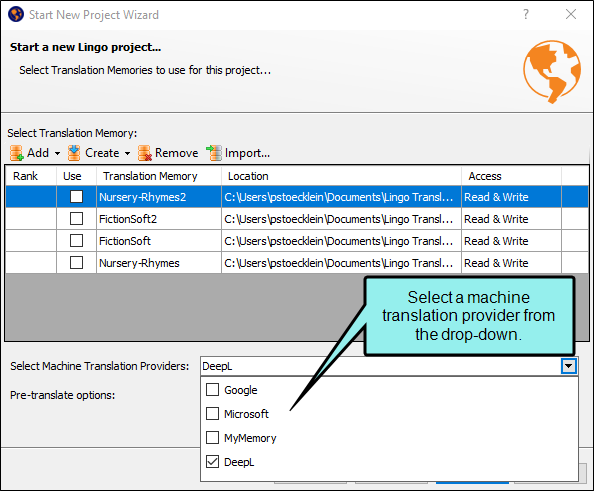 Start New Project Wizard
?
Start a new Lingo project...
Select Translation Memories to use for this project...
Select Translation Memory:
Add Create Remove Import...
Rank Use Translation Memory Location Access
Nursery-Rhymes2 C:\Users\pstoecklein\Documents\Lingo Transl... Read & Write
FictionSoft2 C:\Users\pstoecklein\Documents\Lingo Transl... Read & Write
FictionSoft C:\Users\pstoecklein\Documents\Lingo Transl... Read & Write
Nursery-Rhymes C:\Users\pstoecklein\Documents\Lingo Transl... Read & Write
Select a machine
translation provider from
the drop-down.
Select Machine Translation Providers: DeepL
Pre-translate options:
Google
Microsoft
MyMemory
DeepL